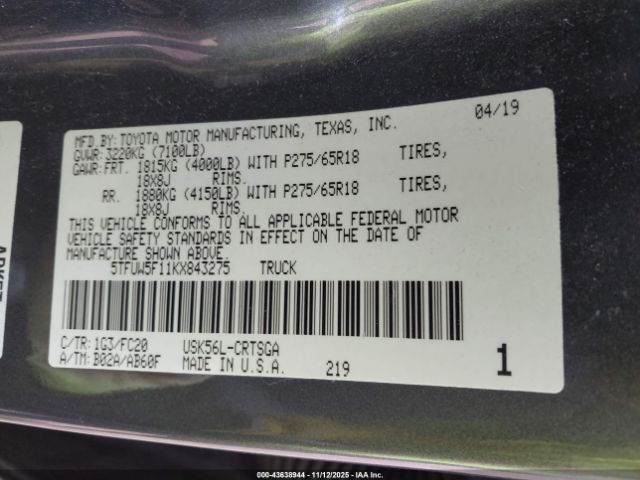 04/19
MFD.BY:TOYOTA MOTOR MANUFACTURING, TEXAS, INC.
GVWR:3220KG (7100LB)
GAWR:FRT. 1815KG (4000LB) WITH P275/65R18 TIRES,
18X8J RIMS,
RR. 1880KG (4150LB) WITH P275/65R18 TIRES,
18X8J RIMS,
THIS VEHICLE CONFORMS TO ALL APPLICABLE FEDERAL MOTOR
VEHICLE SAFETY STANDARDS IN EFFECT ON THE DATE OF
MANUFACTURE SHOWN ABOVE.
5TFUW5F11KX843275 TRUCK
C/TR:1G3/FC20 USK56L-CRTSGA
A/TM:B02A/AB60F MADE IN U.S.A. 219 1
000-43638944 — 11/12/2025 — IAA Inc.